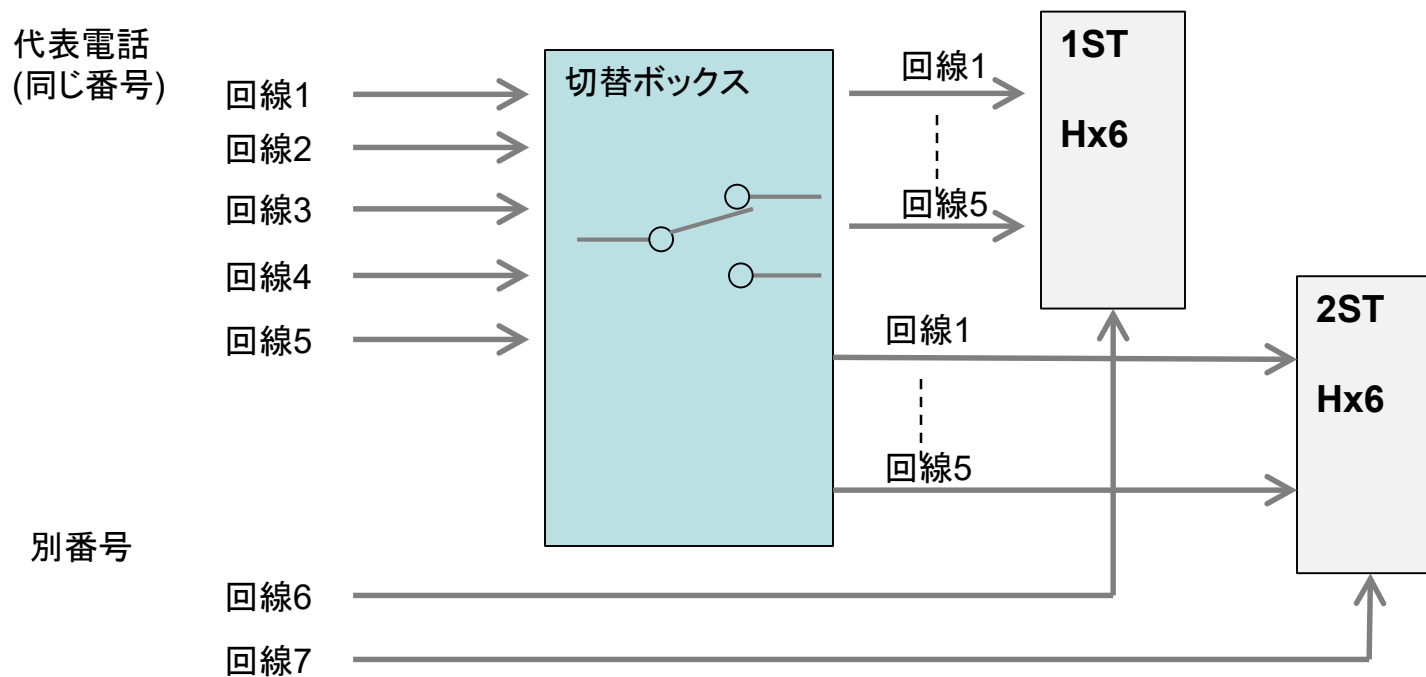 代表電話
(同じ番号)
回線1
回線2
回線3
回線4
回線5
切替ボックス
回線1
回線5
回線1
回線5
1ST
Hx6
2ST
Hx6
別番号
回線6
回線7